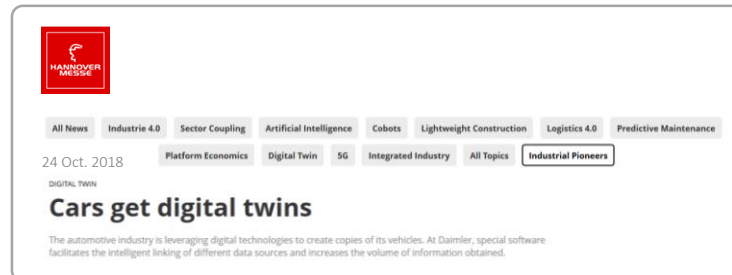 HANNOVER
MESSE
All News Industrie 4.0 Sector Coupling Artificial Intelligence Cobots Lightweight Construction Logistics 4.0 Predictive Maintenance
24 Oct. 2018 Platform Economics Digital Twin 5G Integrated Industry All Topics Industrial Pioneers
DIGITAL TWIN
Cars get digital twins
The automotive industry is leveraging digital technologies to create copies of its vehicles. At Daimler, special software
facilitates the intelligent linking of different data sources and increases the volume of information obtained.